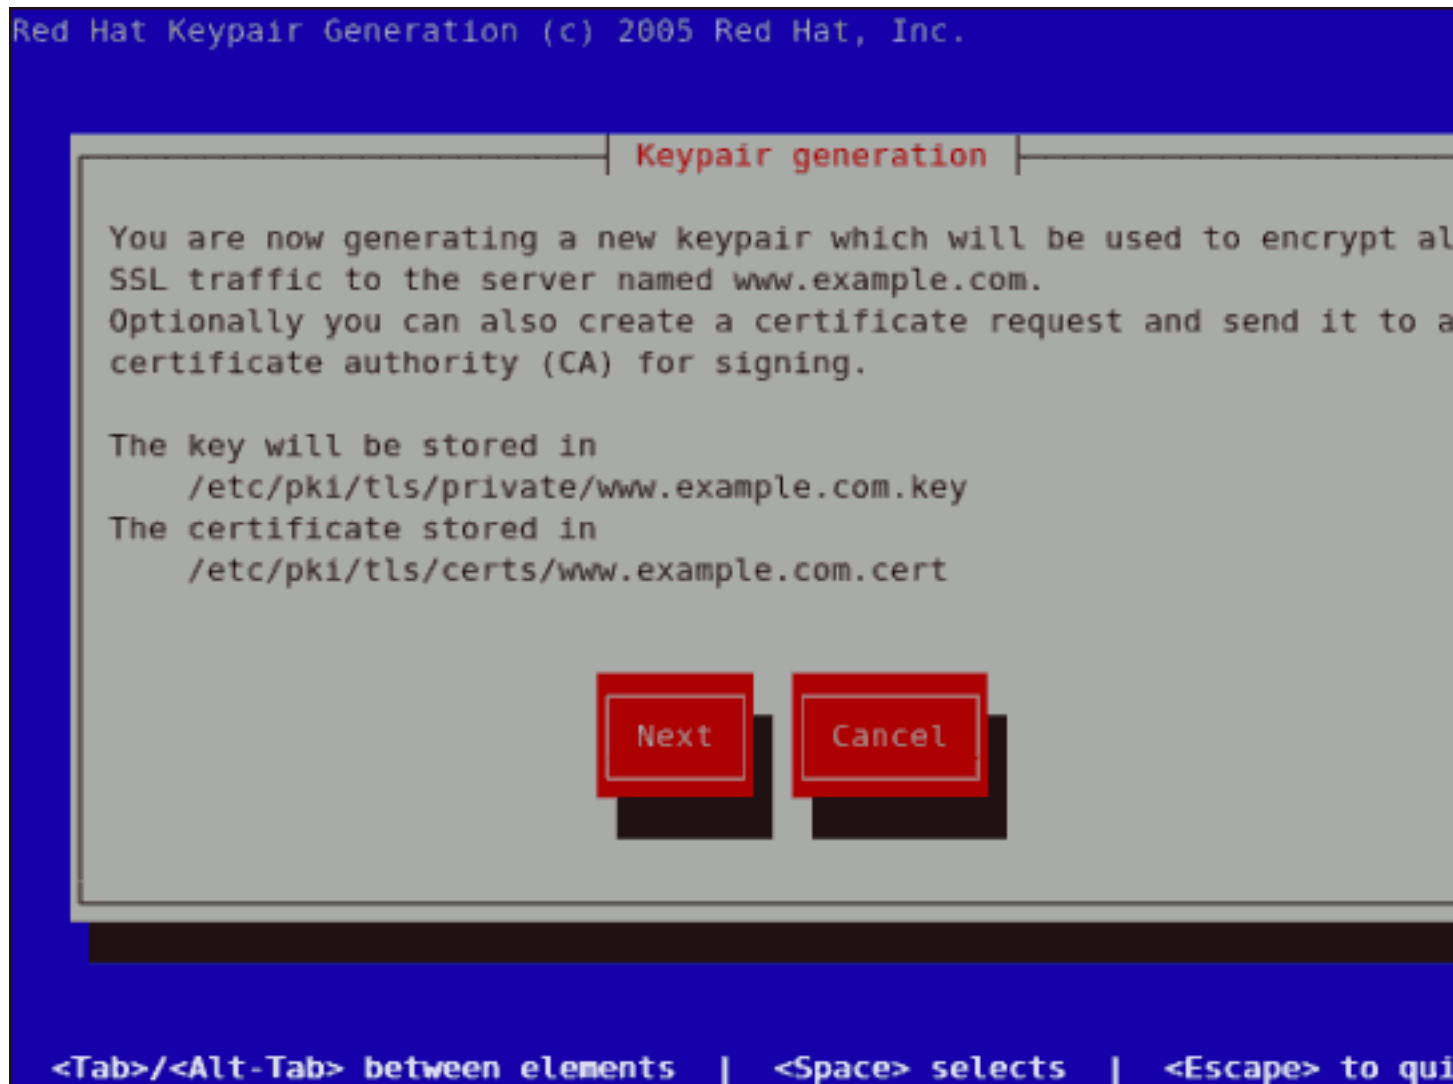 Red Hat Keypair Generation (c) 2005 Red Hat, Inc.
Keypair generation
You are now generating a new keypair which will be used to encrypt al
SSL traffic to the server named www.example.com.
Optionally you can also create a certificate request and send it to a
certificate authority (CA) for signing.
The key will be stored in
/etc/pki/tls/private/www.example.com.key
The certificate stored in
/etc/pki/tls/certs/www.example.com.cert
Next Cancel
<Tab>/<Alt-Tab> between elements | <Space> selects | <Escape> to qui